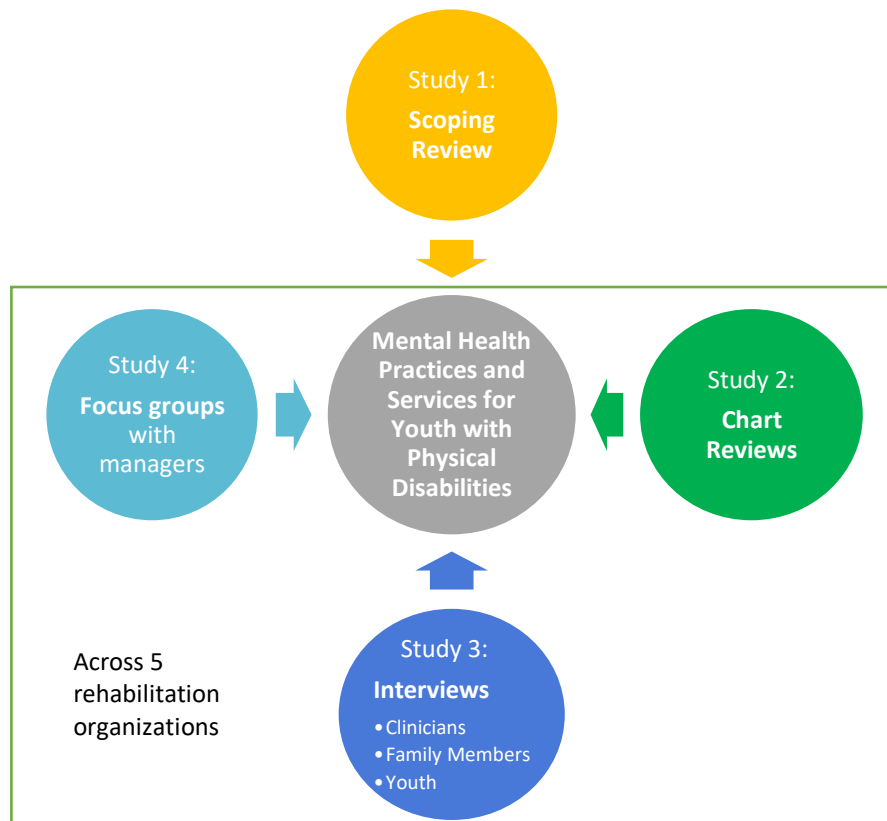 Study 1:
Scoping
Review
Study 4:
Focus groups
with
managers
Mental Health
Practices and
Services for
Youth with
Physical
Disabilities
Study 2:
Chart
Reviews
Across 5
rehabilitation
organizations
Study 3:
Interviews
•Clinicians
•Family Members
•Youth